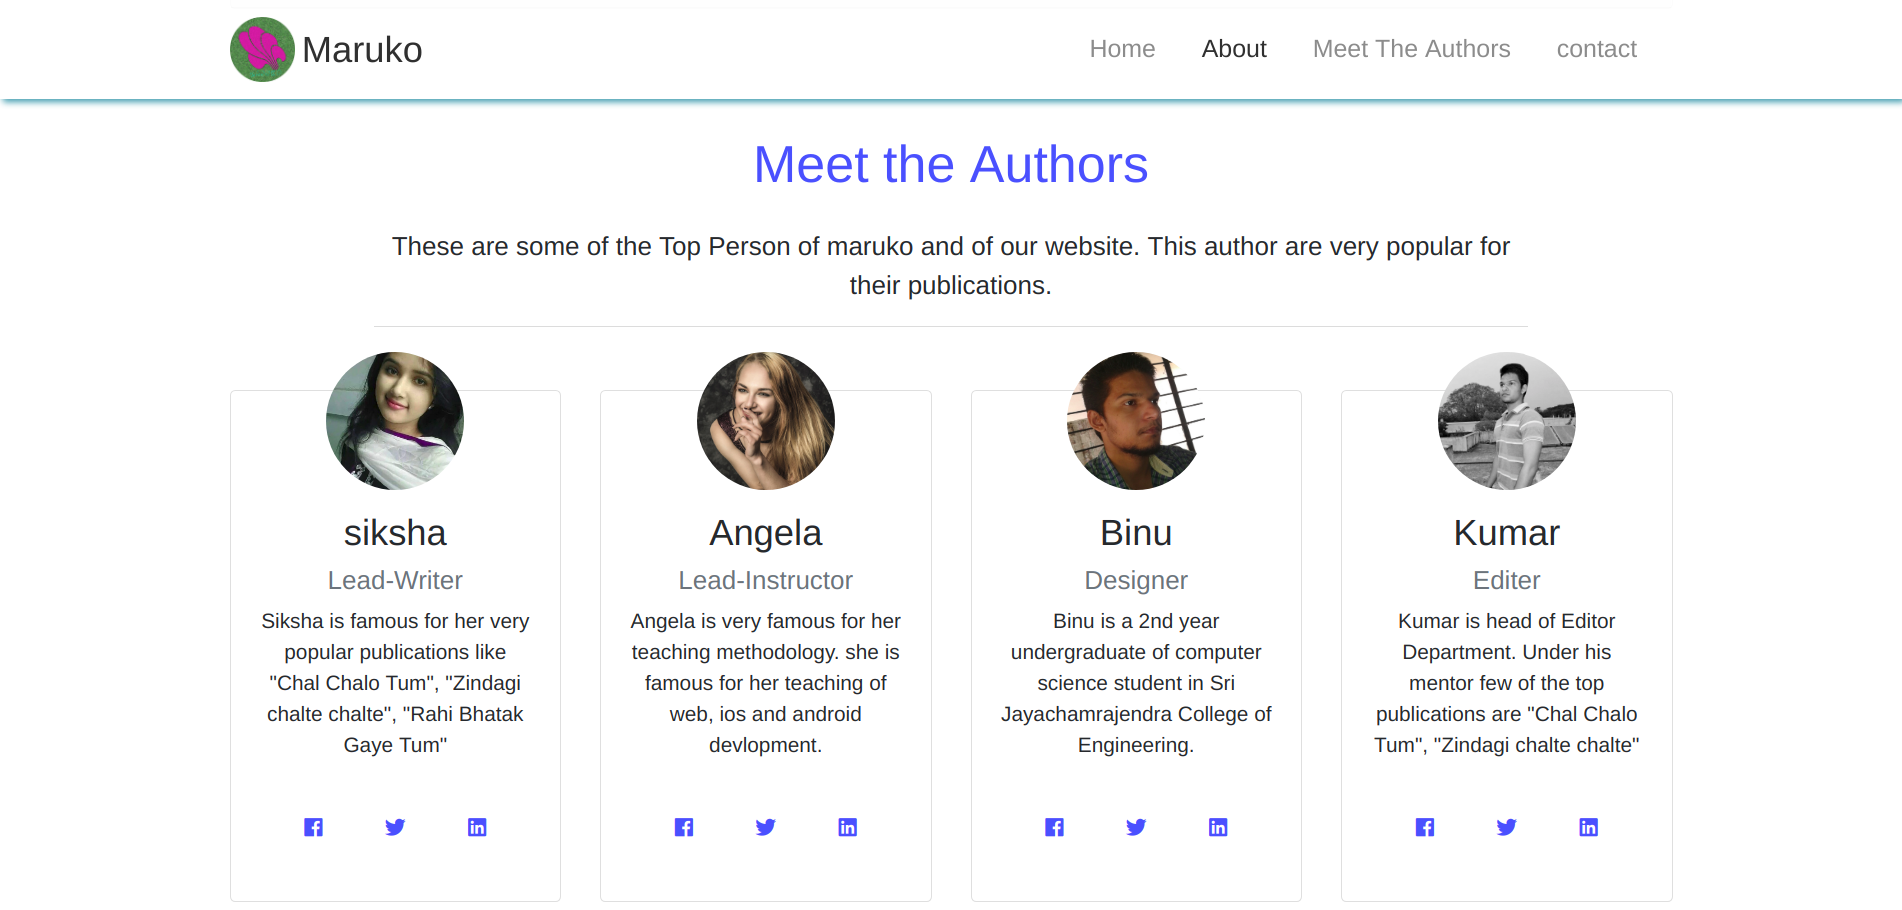 Maruko
Home About Meet The Authors contact
Meet the Authors
These are some of the Top Person of maruko and of our website. This author are very popular for
their publications.
siksha
Lead-Writer
Siksha is famous for her very
popular publications like
"Chal Chalo Tum", "Zindagi
chalte chalte", "Rahi Bhatak
Gaye Tum"
Angela
Lead-Instructor
Angela is very famous for her
teaching methodology. she is
famous for her teaching of
web, ios and android
devlopment.
Binu
Designer
Binu is a 2nd year
undergraduate of computer
science student in Sri
Jayachamrajendra College of
Engineering.
Kumar
Editer
Kumar is head of Editor
Department. Under his
mentor few of the top
publications are "Chal Chalo
Tum", "Zindagi chalte chalte"